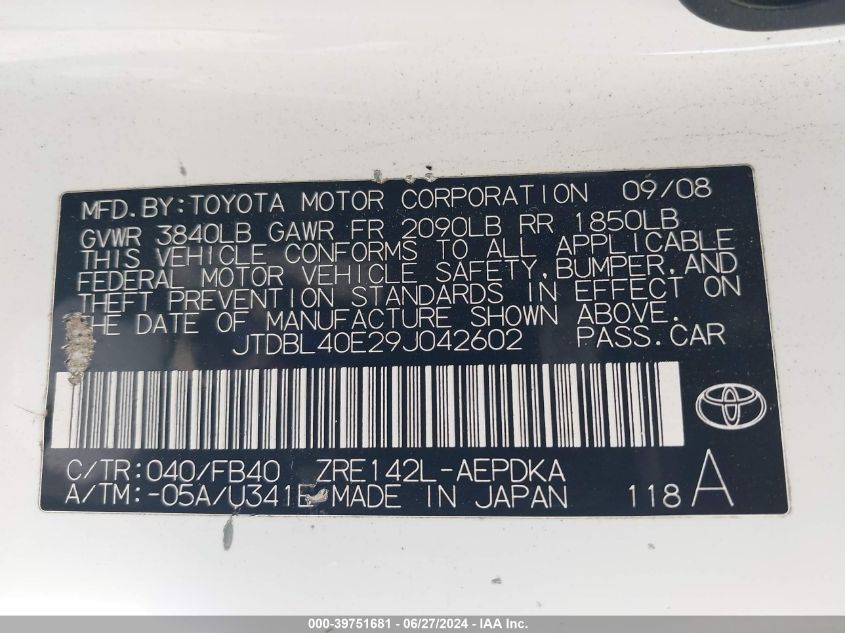 MFD.BY:TOYOTA MOTOR CORPORATION 09/08
GVWR 3840LB GAWR FR 2090LB RR 1850LB
THIS VEHICLE CONFORMS TO ALL APPLICABLE
FEDERAL MOTOR VEHICLE SAFETY,BUMPER,AND
THEFT PREVENTION STANDARDS IN EFFECT ON
THE DATE OF MANUFACTURE SHOWN ABOVE.
JTDBL40E29J042602 PASS.CAR
C/TR:040/FB40 ZRE142L-AEPDKA
A/TM:-05A/U341E MADE IN JAPAN 118 A
000-39751681 - 06/27/2024 - IAA Inc.